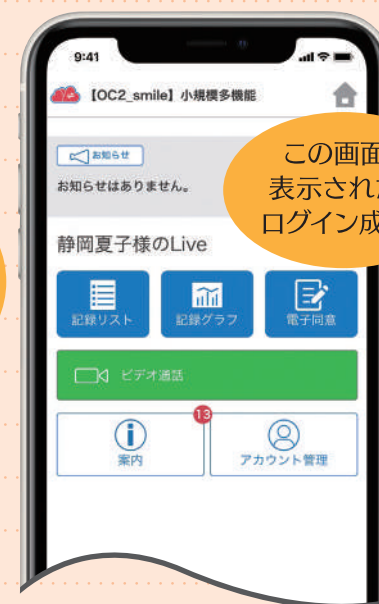 9:41
【OC2_smile】小規模多機能
お知らせ
お知らせはありません。
この画面
表示された
ログイン成
静岡夏子様のLive
記録リスト
記録グラフ
電子同意
ビデオ通話
13
案内
アカウント管理